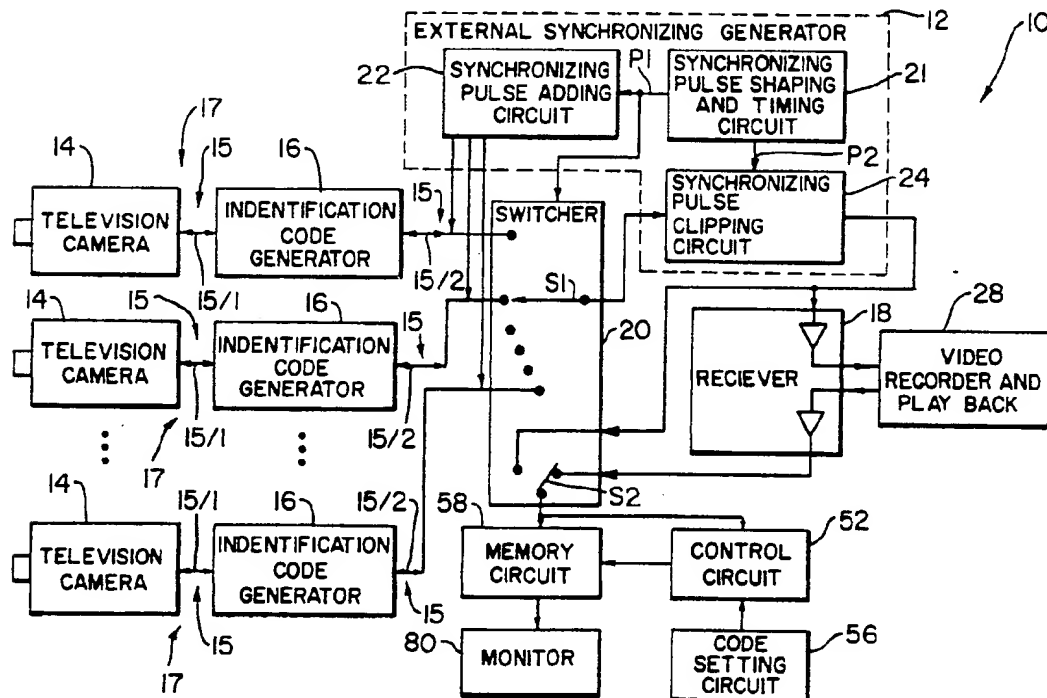 12
10
EXTERNAL SYNCHRONIZING GENERATOR
22
SYNCHRONIZING
PULSE ADDING
CIRCUIT
P1
SYNCHRONIZING
PULSE SHAPING
AND TIMING
CIRCUIT
21
P2
SYNCHRONIZING
PULSE
CLIPPING
CIRCUIT
24
17
14
15
16
15
TELEVISION
CAMERA
INDENTIFICATION
CODE
GENERATOR
15/1
15/2
SWITCHER
S1
20
14
15
16
15
TELEVISION
CAMERA
INDENTIFICATION
CODE
GENERATOR
15/1
15/2
17
18
RECIEVER
28
VIDEO
RECORDER AND
PLAY BACK
14
15/1
16
15/2
TELEVISION
CAMERA
INDENTIFICATION
CODE
GENERATOR
15
15
17
S2
58
MEMORY
CIRCUIT
52
CONTROL
CIRCUIT
80
MONITOR
56
CODE
SETTING
CIRCUIT